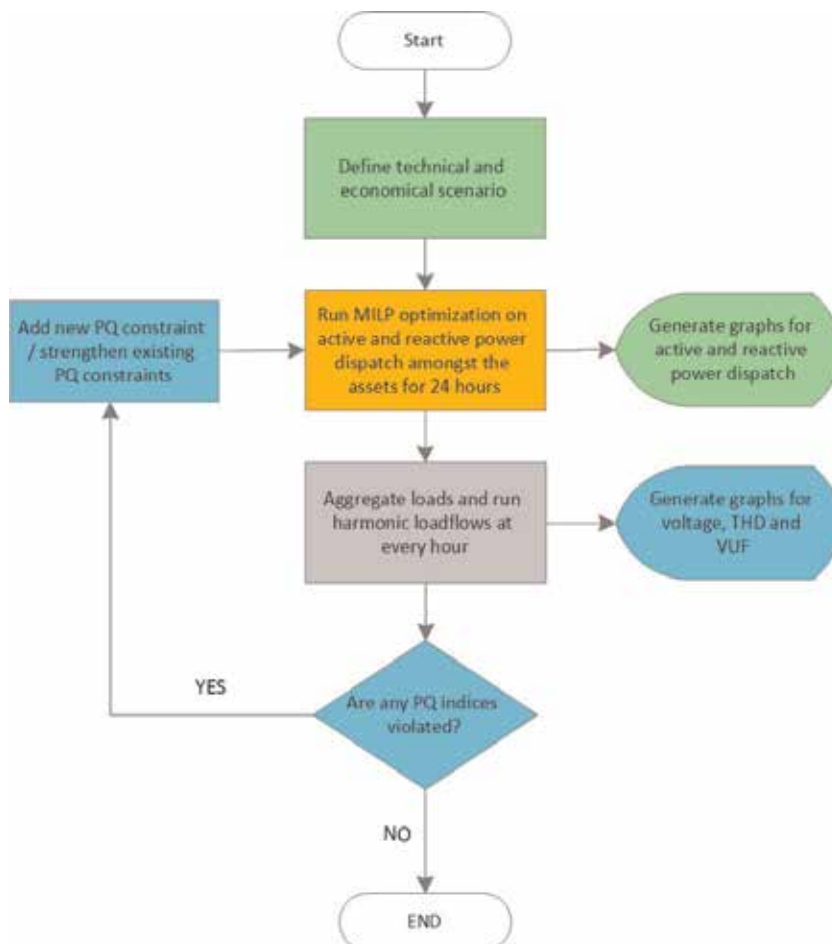 Start
Define technical and
economical scenario
Add new PQ constraint
/ strengthen existing
PQ constraints
Run MILP optimization on
active and reactive power
dispatch amongst the
assets for 24 hours
Generate graphs for
active and reactive
power dispatch
Aggregate loads and run
harmonic loadflows at
every hour
Generate graphs for
voltage, THD and
VUF
YES
Are any PQ indices
violated?
NO
END